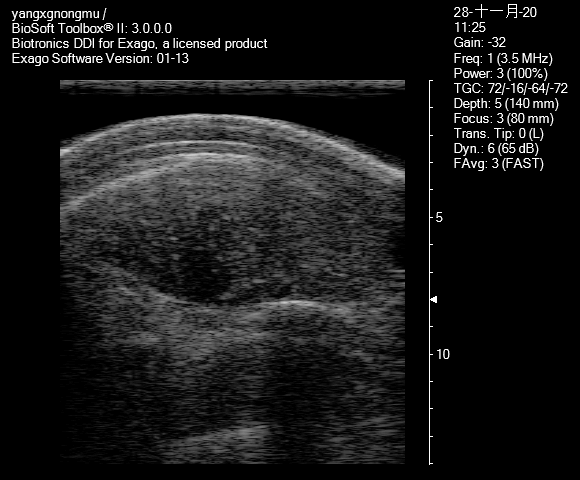 yangxgnongmu /
BioSoft Toolbox® II: 3.0.0.0
Biotronics DDI for Exago, a licensed product
Exago Software Version: 01-13
28-十一月-20
11:25
Gain: -32
Freq: 1 (3.5 MHz)
Power: 3 (100%)
TGC: 72/-16/-64/-72
Depth: 5 (140 mm)
Focus: 3 (80 mm)
Trans. Tip: 0 (L)
Dyn.: 6 (65 dB)
FAvg: 3 (FAST)
5
10